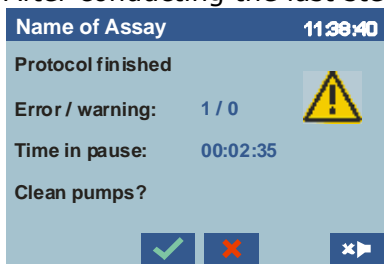 Name of Assay 11:38:40
Protocol finished
Error / warning: 1 / 0
Time in pause: 00:02:35
Clean pumps?